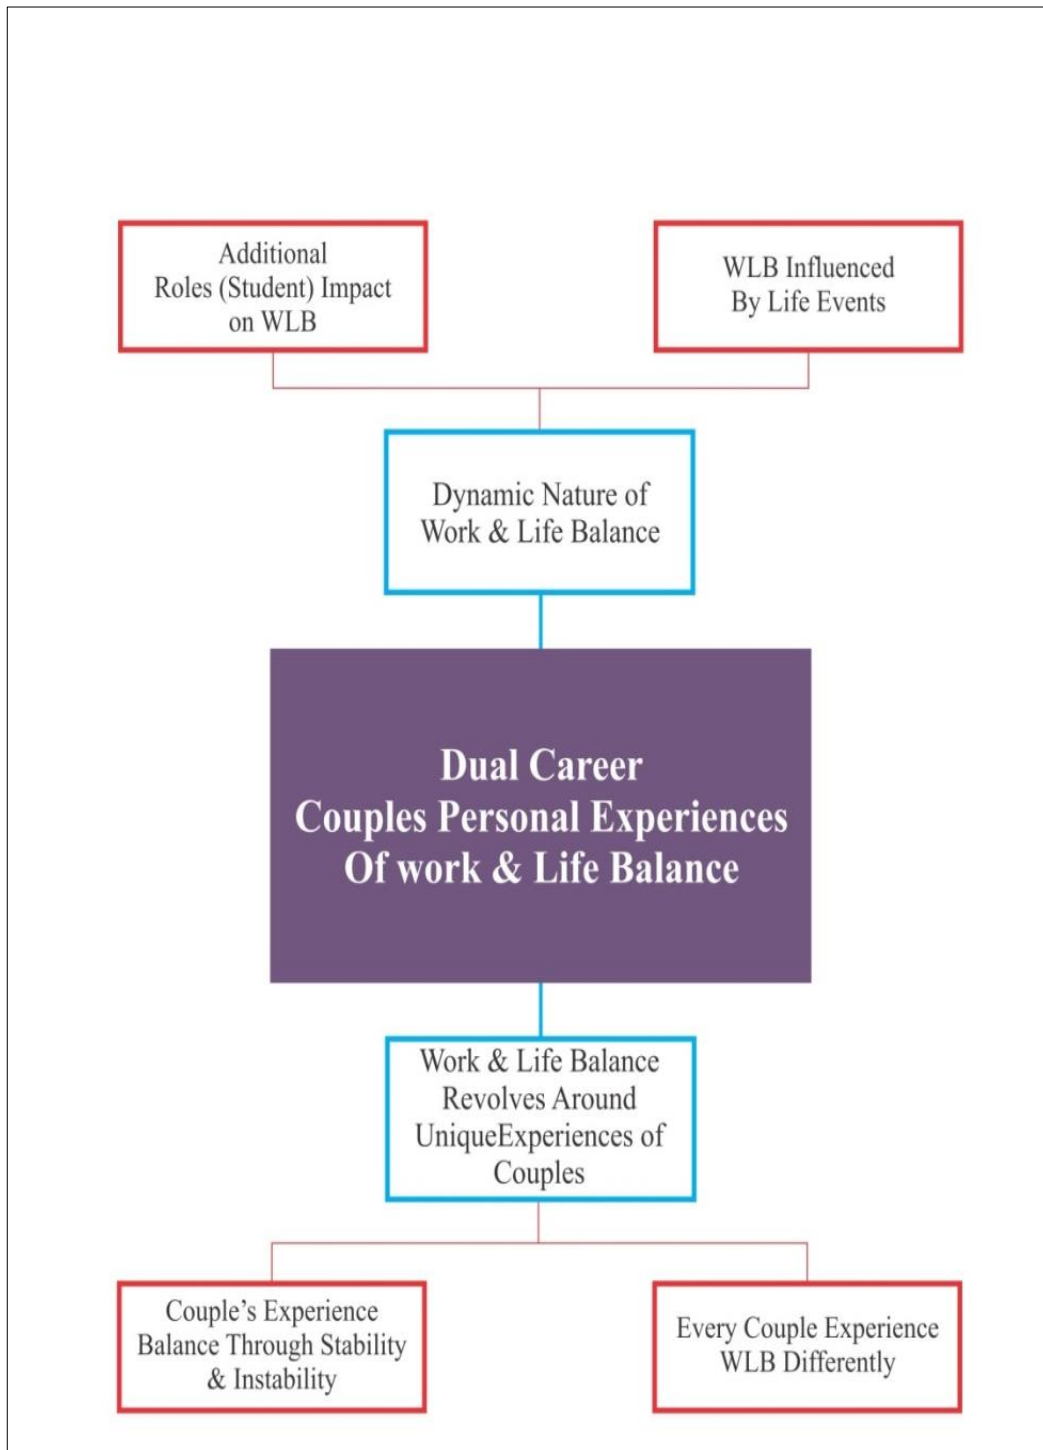 Additional
Roles (Student) Impact
on WLB
WLB Influenced
By Life Events
Dynamic Nature of
Work & Life Balance
Dual Career
Couples Personal Experiences
Of work & Life Balance
Work & Life Balance
Revolves Around
UniqueExperiences of
Couples
Couple’s Experience
Balance Through Stability
& Instability
Every Couple Experience
WLB Differently